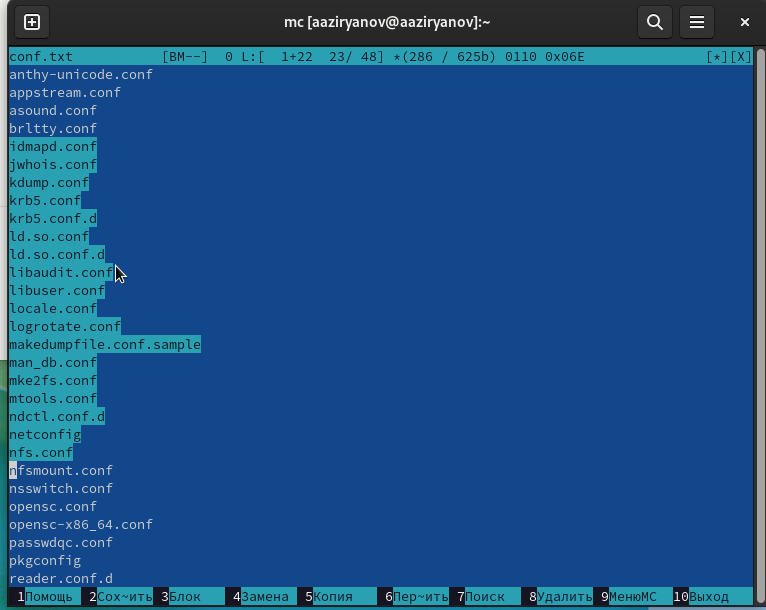 mc [aaziryanov@aaziryanov]:~
conf.txt [BM--] 0 L:[ 1+22 23/ 48] *(286 / 625b) 0110 0x06E [*][X]
anthy-unicode.conf
appstream.conf
asound.conf
brltty.conf
idmapd.conf
jwhois.conf
kdump.conf
krb5.conf
krb5.conf.d
ld.so.conf
ld.so.conf.d
libaudit.conf
libuser.conf
locale.conf
logrotate.conf
makedumpfile.conf.sample
man_db.conf
mke2fs.conf
mtools.conf
ndctl.conf.d
netconfig
nfs.conf
nfsmount.conf
nsswitch.conf
opensc.conf
opensc-x86_64.conf
passwdqc.conf
pkgconfig
reader.conf.d
1Помощь 2Сох~ить 3Блок 4Замена 5Копия 6Пер~ить 7Поиск 8Удалить 9МенюMC 10Выход